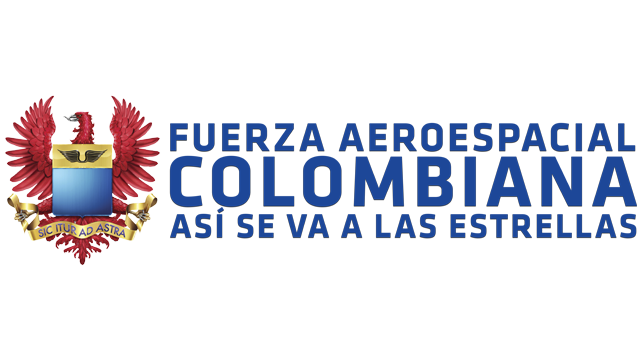 SIC ITUR AD ASTRA
FUERZA AEROESPACIAL
COLOMBIANA
ASÍ SE VA A LAS ESTRELLAS